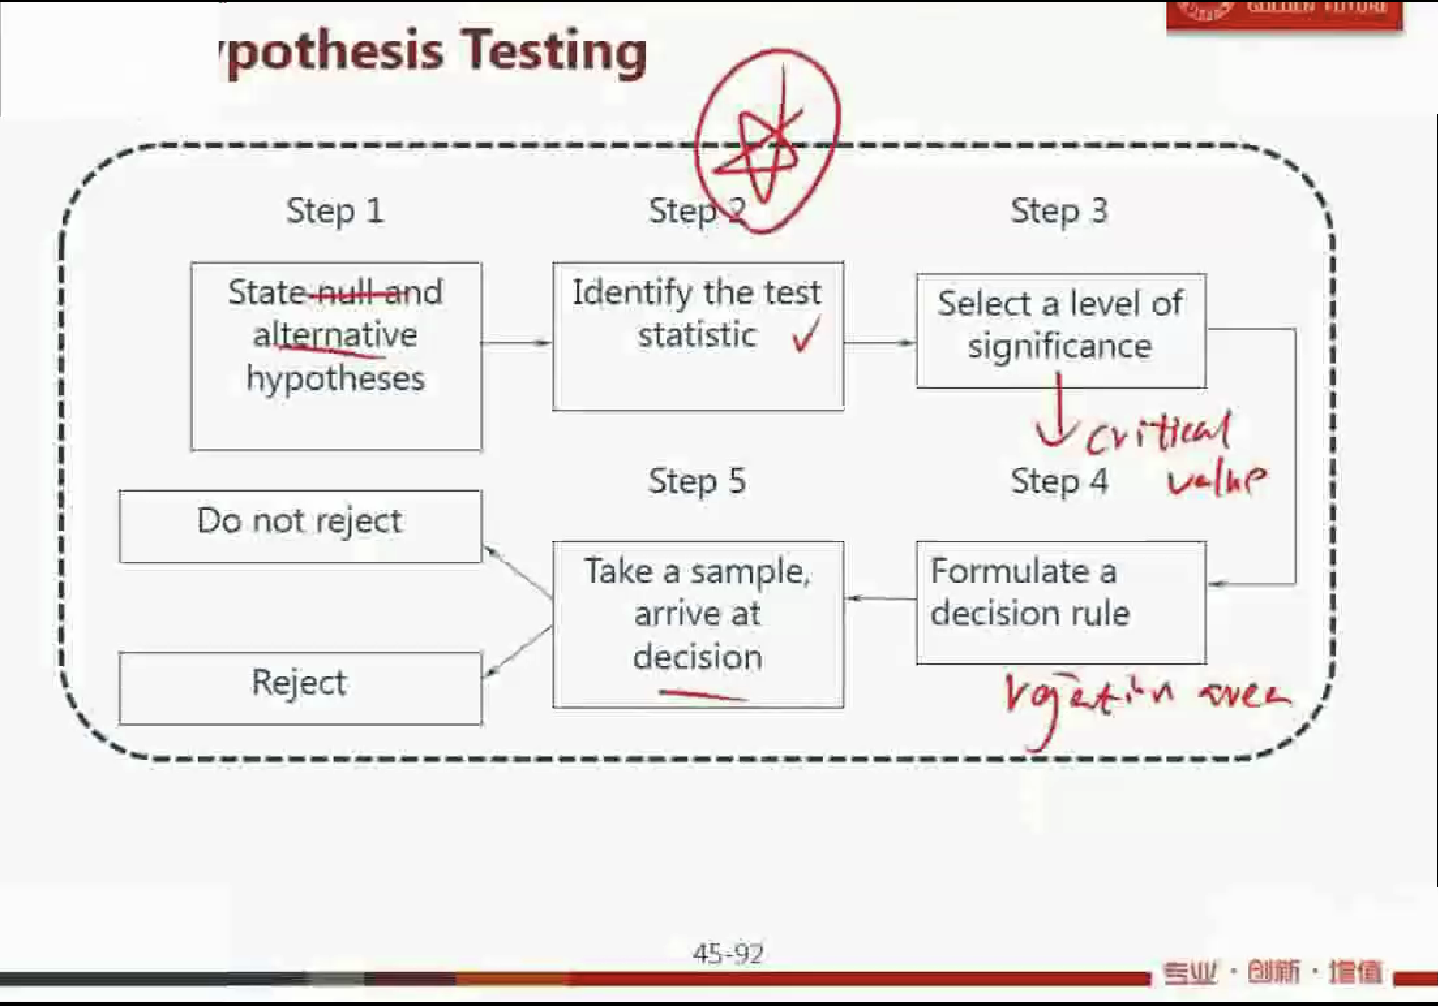 GOLDEN FUTURE
ypothesis Testing
Step 1
Step 2
Step 3
State null and
alternative
hypotheses
Identify the test
statistic
Select a level of
significance
critical
value
Step 5
Step 4
Do not reject
Take a sample,
arrive at
decision
Formulate a
decision rule
Reject
rejection area
45-92
专业·创新·增值